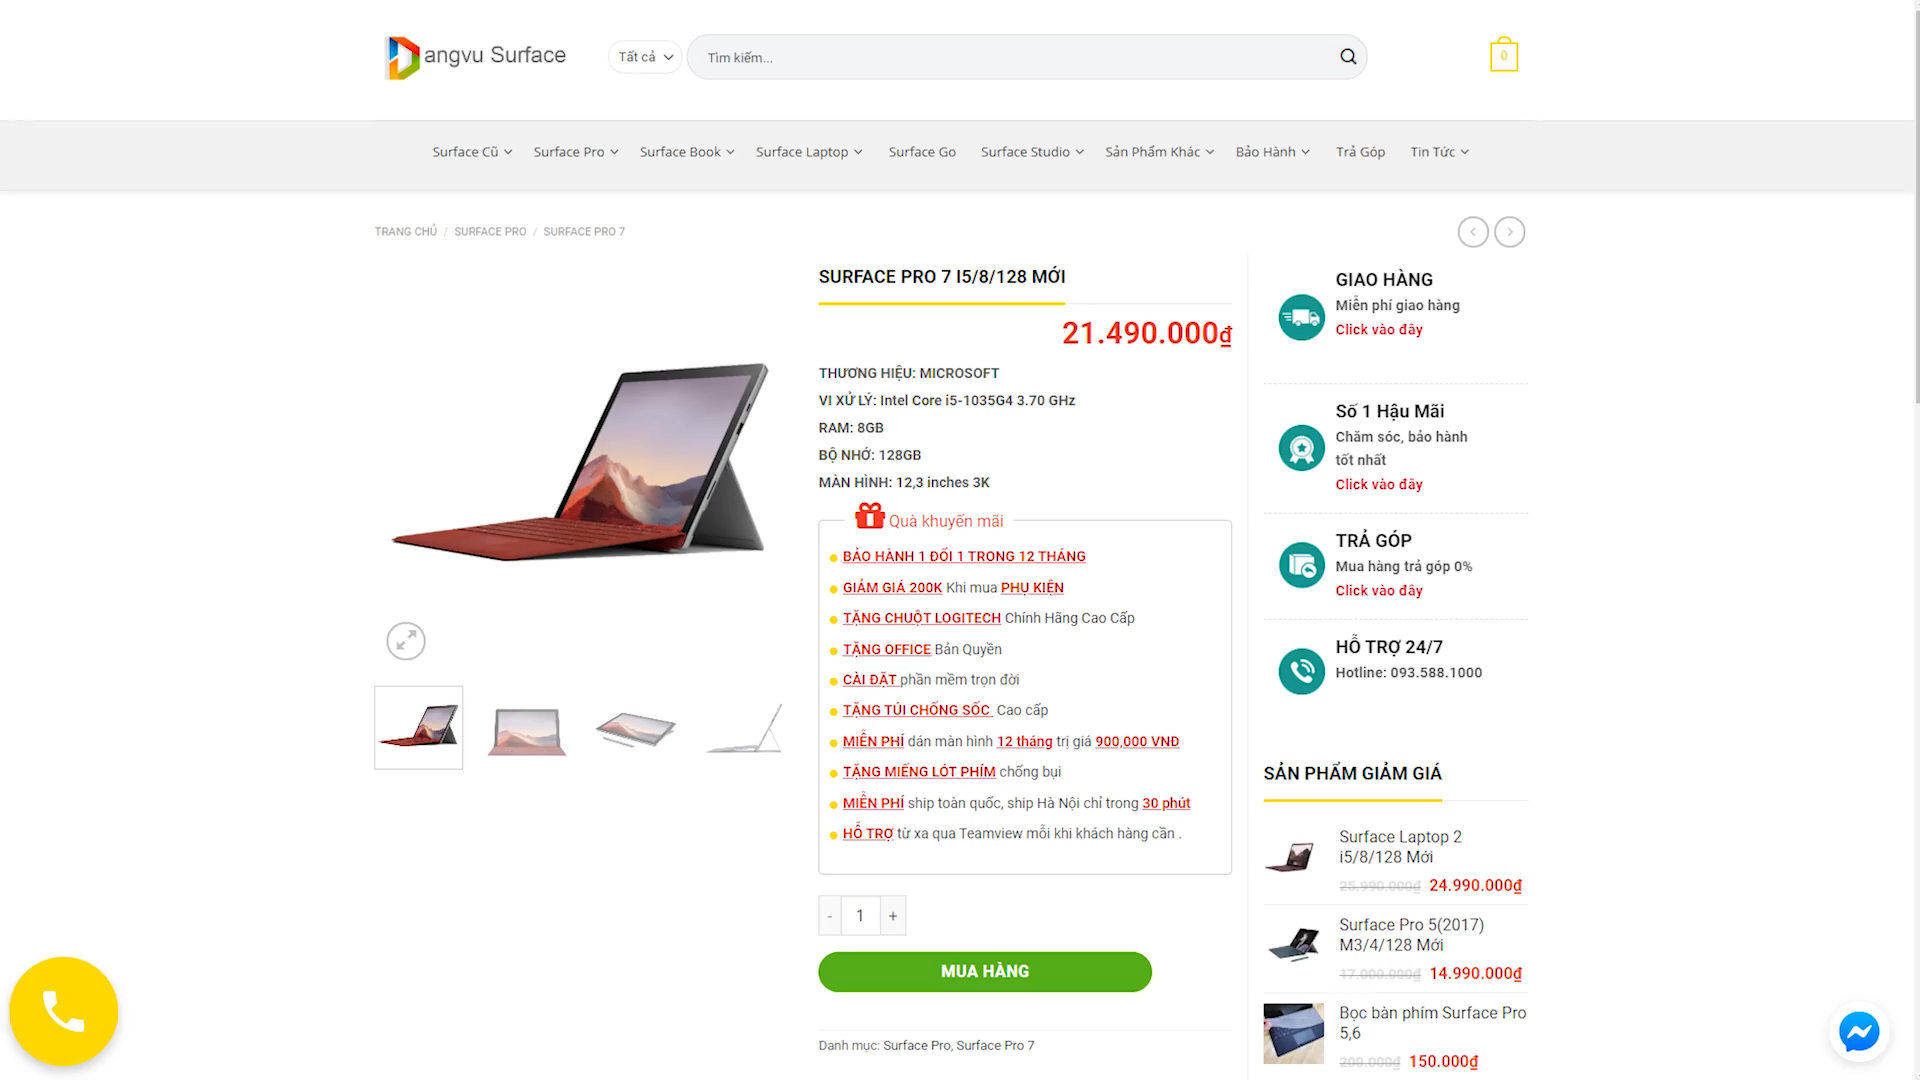 angvu Surface
Tất cả
Tìm kiếm...
0
Surface Cũ
Surface Pro
Surface Book
Surface Laptop
Surface Go
Surface Studio
Sản Phẩm Khác
Bảo Hành
Trả Góp
Tin Tức
TRANG CHỦ / SURFACE PRO / SURFACE PRO 7
SURFACE PRO 7 I5/8/128 MỚI
21.490.000₫
THƯƠNG HIỆU: MICROSOFT
VI XỬ LÝ: Intel Core i5-1035G4 3.70 GHz
RAM: 8GB
BỘ NHỚ: 128GB
MÀN HÌNH: 12,3 inches 3K
Quà khuyến mãi
BẢO HÀNH 1 ĐỔI 1 TRONG 12 THÁNG
GIẢM GIÁ 200K Khi mua PHỤ KIỆN
TẶNG CHUỘT LOGITECH Chính Hãng Cao Cấp
TẶNG OFFICE Bản Quyền
CÀI ĐẶT phần mềm trọn đời
TẶNG TÚI CHỐNG SỐC Cao cấp
MIỄN PHÍ dán màn hình 12 tháng trị giá 900,000 VND
TẶNG MIẾNG LÓT PHÍM chống bụi
MIỄN PHÍ ship toàn quốc, ship Hà Nội chỉ trong 30 phút
HỖ TRỢ từ xa qua Teamview mỗi khi khách hàng cần .
- 1 +
MUA HÀNG
Danh mục: Surface Pro, Surface Pro 7
GIAO HÀNG
Miễn phí giao hàng
Click vào đây
Số 1 Hậu Mãi
Chăm sóc, bảo hành
tốt nhất
Click vào đây
TRẢ GÓP
Mua hàng trả góp 0%
Click vào đây
HỖ TRỢ 24/7
Hotline: 093.588.1000
SẢN PHẨM GIẢM GIÁ
Surface Laptop 2
i5/8/128 Mới
25.990.000₫ 24.990.000₫
Surface Pro 5(2017)
M3/4/128 Mới
17.000.000₫ 14.990.000₫
Bọc bàn phím Surface Pro
5,6
200.000₫ 150.000₫